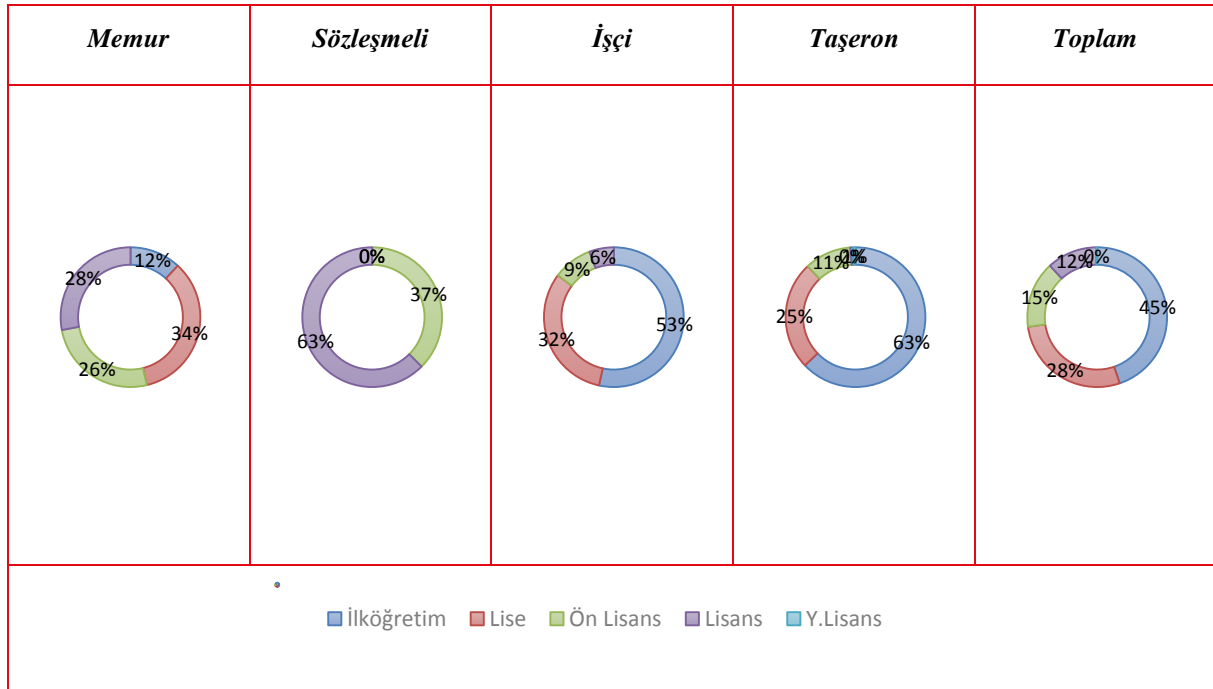 Memur Sözleşmeli İşçi Taşeron Toplam
12% 34% 26% 28%
0% 37% 63%
53% 32% 9% 6%
63% 25% 11% 0%
45% 28% 15% 12% 0%
İlköğretim Lise Ön Lisans Lisans Y.Lisans